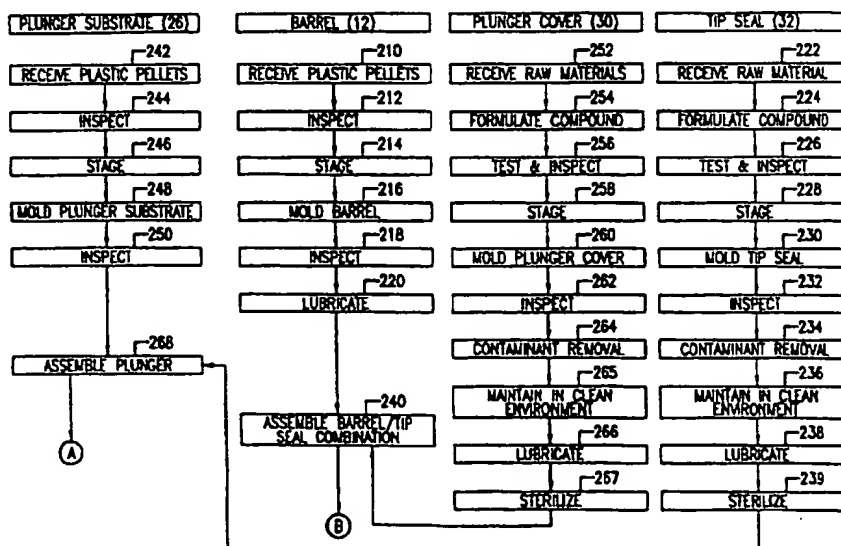 PLUNGER SUBSTRATE (26)
242
RECEIVE PLASTIC PELLETS
244
INSPECT
246
STAGE
248
MOLD PLUNGER SUBSTRATE
250
INSPECT
268
ASSEMBLE PLUNGER
A
BARREL (12)
210
RECEIVE PLASTIC PELLETS
212
INSPECT
214
STAGE
216
MOLD BARREL
218
INSPECT
220
LUBRICATE
240
ASSEMBLE BARREL/TIP
SEAL COMBINATION
B
PLUNGER COVER (30)
252
RECEIVE RAW MATERIALS
254
FORMULATE COMPOUND
256
TEST & INSPECT
258
STAGE
260
MOLD PLUNGER COVER
262
INSPECT
264
CONTAMINANT REMOVAL
265
MAINTAIN IN CLEAN
ENVIRONMENT
266
LUBRICATE
267
STERILIZE
TIP SEAL (32)
222
RECEIVE RAW MATERIAL
224
FORMULATE COMPOUND
226
TEST & INSPECT
228
STAGE
230
MOLD TIP SEAL
232
INSPECT
234
CONTAMINANT REMOVAL
236
MAINTAIN IN CLEAN
ENVIRONMENT
238
LUBRICATE
239
STERILIZE